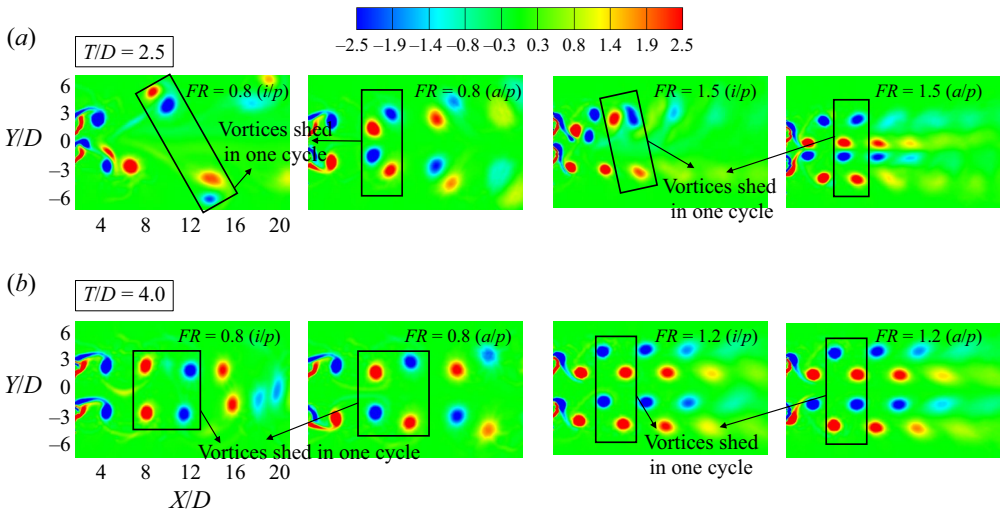 −2.5 −1.9 −1.4 −0.8 −0.3 0.3 0.8 1.4 1.9 2.5
(a)
T/D = 2.5
FR = 0.8 (i/p)
FR = 0.8 (a/p)
FR = 1.5 (i/p)
FR = 1.5 (a/p)
6
3
Y/D
0
−3
−6
Vortices shed
in one cycle
Vortices shed
in one cycle
4 8 12 16 20
(b)
T/D = 4.0
FR = 0.8 (i/p)
FR = 0.8 (a/p)
FR = 1.2 (i/p)
FR = 1.2 (a/p)
6
3
Y/D
0
−3
−6
Vortices shed in one cycle
Vortices shed
in one cycle
4 8 12 16 20
X/D